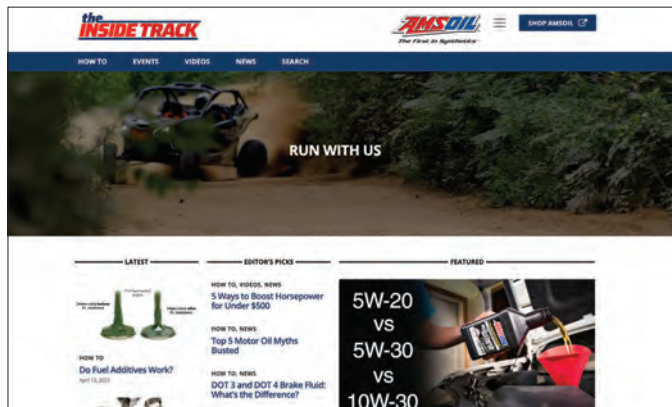 the
INSIDE TRACK
AMSOIL
The First in Synthetics
SHOP AMSOIL
HOW TO EVENTS VIDEOS NEWS SEARCH
RUN WITH US
LATEST
HOW TO
Do Fuel Additives Work?
April 13, 2023
EDITOR'S PICKS
HOW TO, VIDEOS, NEWS
5 Ways to Boost Horsepower
for Under $500
HOW TO, NEWS
Top 5 Motor Oil Myths
Busted
HOW TO, NEWS
DOT 3 and DOT 4 Brake Fluid:
What's the Difference?
FEATURED
5W-20
vs
5W-30
vs
10W-30